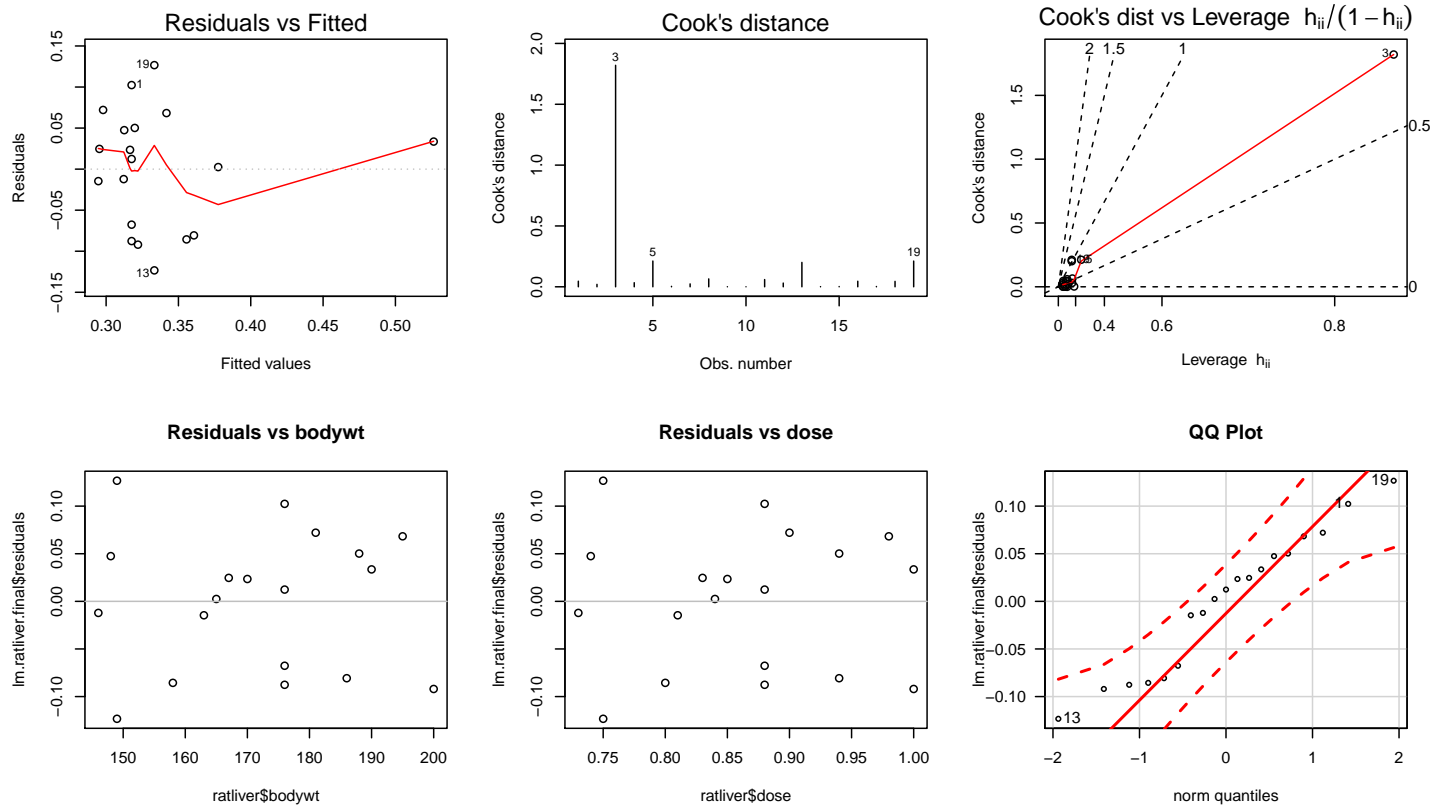 Residuals vs Fitted
0.15
0.05
−0.05
−0.15
Residuals
19
1
13
0.30 0.35 0.40 0.45 0.50
Fitted values
Cook's distance
2.0
1.5
1.0
0.5
0.0
Cook's distance
3
5
19
5 10 15
Obs. number
Cook's dist vs Leverage hii/(1−hii)
1.5
1.0
0.5
0.0
Cook's distance
2 1.5 1
3
0.5
0
0 0.4 0.6 0.8
Leverage hii
Residuals vs bodywt
0.10
0.05
0.00
−0.10
lm.ratliver.final$residuals
150 160 170 180 190 200
ratliver$bodywt
Residuals vs dose
0.10
0.05
0.00
−0.10
lm.ratliver.final$residuals
0.75 0.80 0.85 0.90 0.95 1.00
ratliver$dose
QQ Plot
0.10
0.05
0.00
−0.05
−0.10
lm.ratliver.final$residuals
19
1
13
−2 −1 0 1 2
norm quantiles